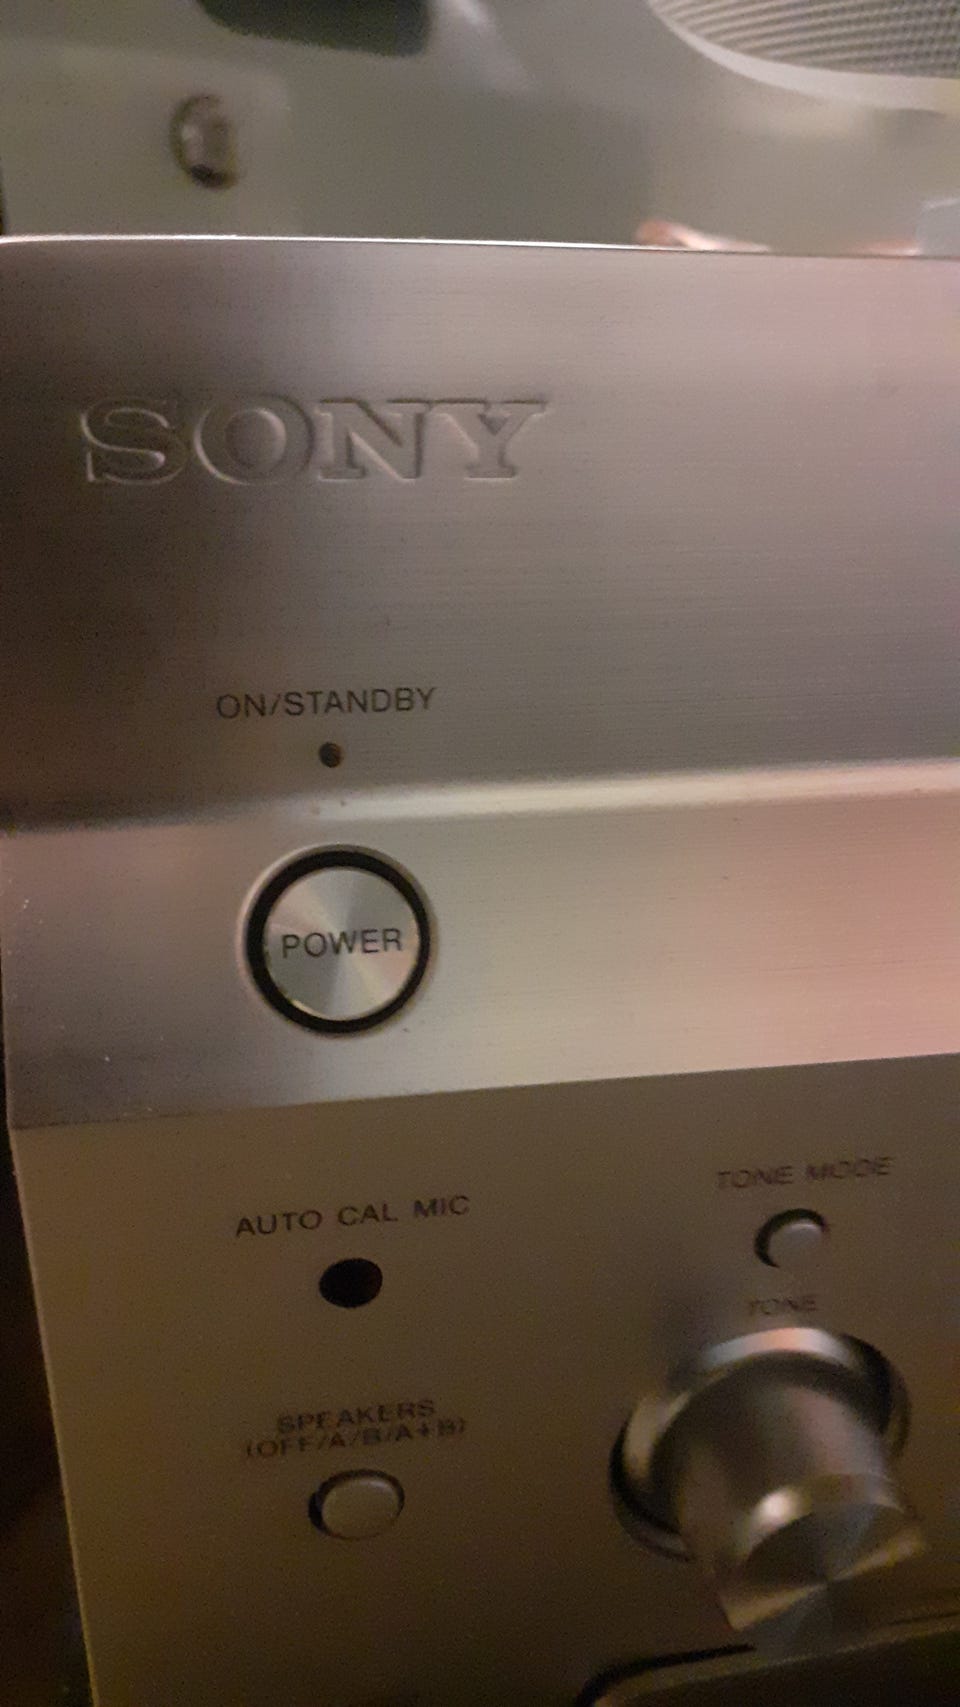 SONY
ON/STANDBY
POWER
TONE MODE
AUTO CAL MIC
TONE
SPEAKERS
(OFF/A/B/A+B)